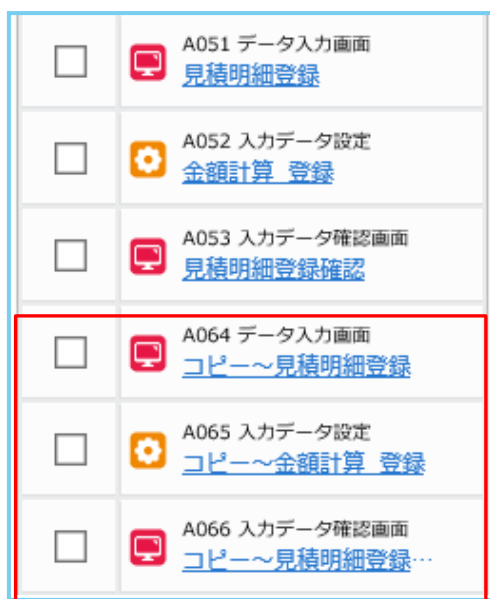 A051 データ入力画面
見積明細登録
A052 入力データ設定
金額計算_登録
A053 入力データ確認画面
見積明細登録確認
A064 データ入力画面
コピー～見積明細登録
A065 入力データ設定
コピー～金額計算_登録
A066 入力データ確認画面
コピー～見積明細登録…